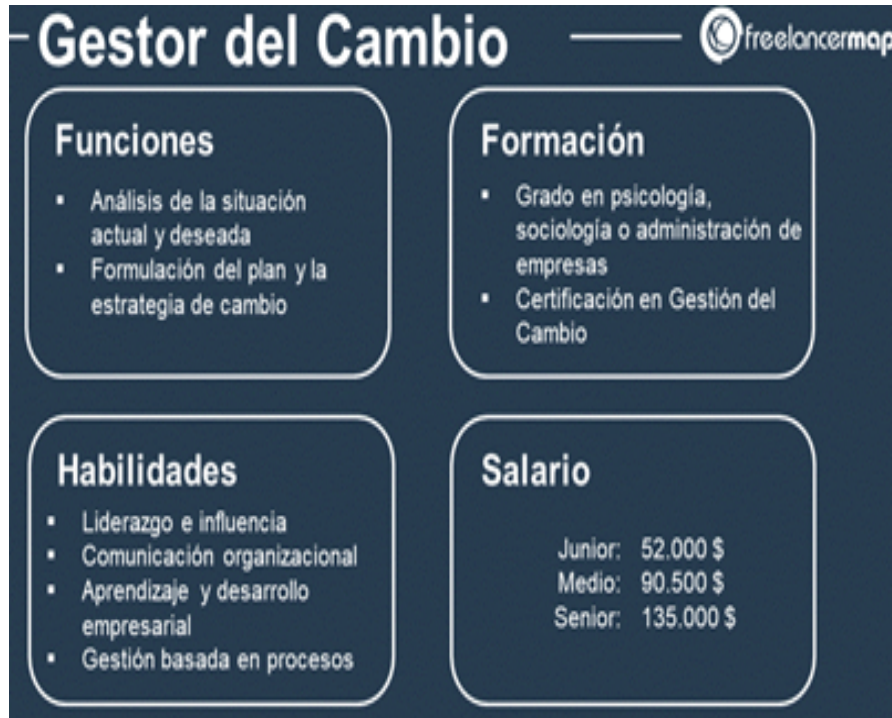 Gestor del Cambio
freelancermap
Funciones
▪ Análisis de la situación
actual y deseada
▪ Formulación del plan y la
estrategia de cambio
Formación
▪ Grado en psicología,
sociología o administración de
empresas
▪ Certificación en Gestión del
Cambio
Habilidades
▪ Liderazgo e influencia
▪ Comunicación organizacional
▪ Aprendizaje y desarrollo
empresarial
▪ Gestión basada en procesos
Salario
Junior: 52.000 $
Medio: 90.500 $
Senior: 135.000 $